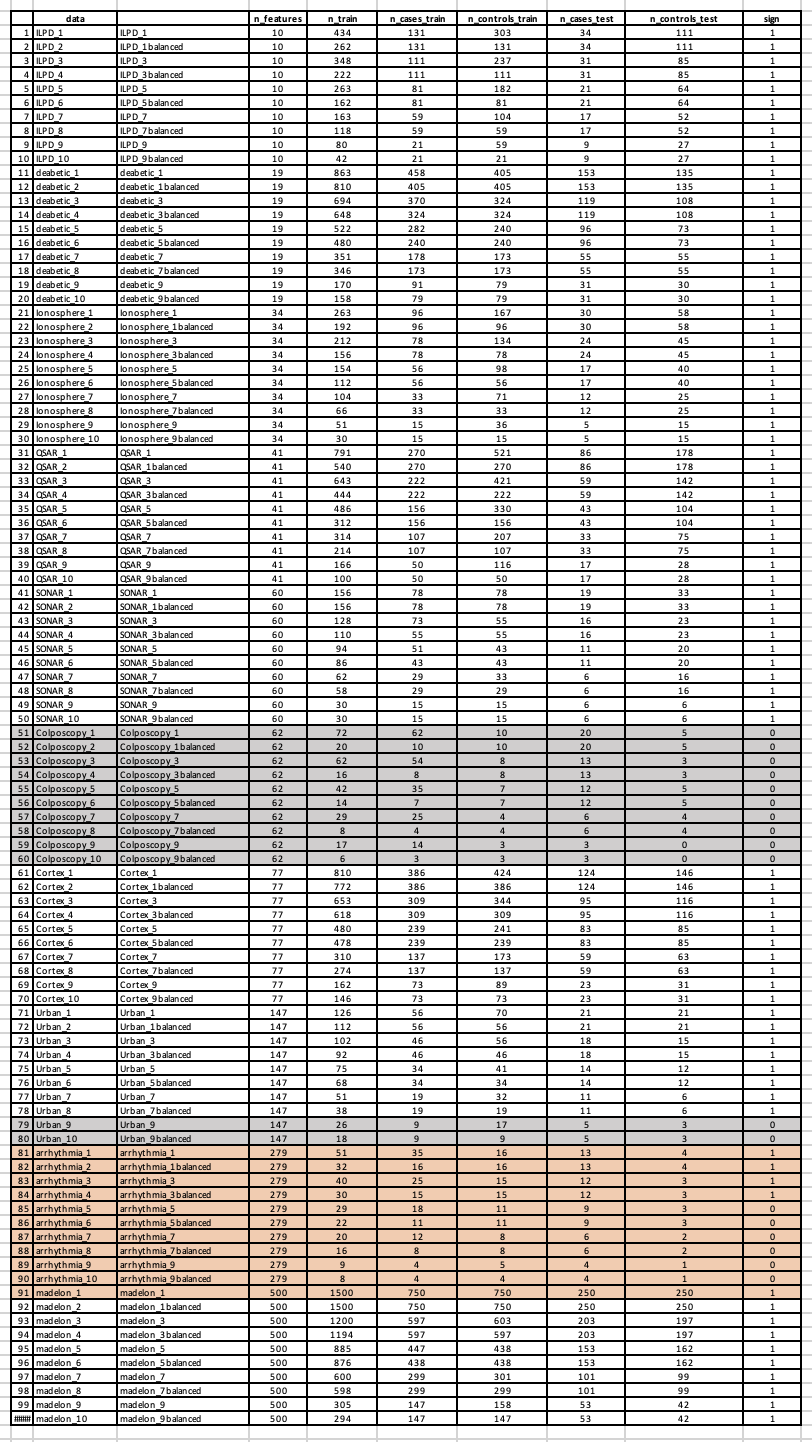 data n_features n_train n_cases_train n_controls_train n_cases_test n_controls_test sign
1 ILPD_1 ILPD_1 10 434 131 303 34 111 1
2 ILPD_2 ILPD_1balanced 10 262 131 131 34 111 1
3 ILPD_3 ILPD_3 10 348 111 237 31 85 1
4 ILPD_4 ILPD_3balanced 10 222 111 111 31 85 1
5 ILPD_5 ILPD_5 10 263 81 182 21 64 1
6 ILPD_6 ILPD_5balanced 10 162 81 81 21 64 1
7 ILPD_7 ILPD_7 10 163 59 104 17 52 1
8 ILPD_8 ILPD_7balanced 10 118 59 59 17 52 1
9 ILPD_9 ILPD_9 10 80 21 59 9 27 1
10 ILPD_10 ILPD_9balanced 10 42 21 21 9 27 1
11 deabetic_1 deabetic_1 19 863 458 405 153 135 1
12 deabetic_2 deabetic_1balanced 19 810 405 405 153 135 1
13 deabetic_3 deabetic_3 19 694 370 324 119 108 1
14 deabetic_4 deabetic_3balanced 19 648 324 324 119 108 1
15 deabetic_5 deabetic_5 19 522 282 240 96 73 1
16 deabetic_6 deabetic_5balanced 19 480 240 240 96 73 1
17 deabetic_7 deabetic_7 19 351 178 173 55 55 1
18 deabetic_8 deabetic_7balanced 19 346 173 173 55 55 1
19 deabetic_9 deabetic_9 19 170 91 79 31 30 1
20 deabetic_10 deabetic_9balanced 19 158 79 79 31 30 1
21 Ionosphere_1 Ionosphere_1 34 263 96 167 30 58 1
22 Ionosphere_2 Ionosphere_1balanced 34 192 96 96 30 58 1
23 Ionosphere_3 Ionosphere_3 34 212 78 134 24 45 1
24 Ionosphere_4 Ionosphere_3balanced 34 156 78 78 24 45 1
25 Ionosphere_5 Ionosphere_5 34 154 56 98 17 40 1
26 Ionosphere_6 Ionosphere_5balanced 34 112 56 56 17 40 1
27 Ionosphere_7 Ionosphere_7 34 104 33 71 12 25 1
28 Ionosphere_8 Ionosphere_7balanced 34 66 33 33 12 25 1
29 Ionosphere_9 Ionosphere_9 34 51 15 36 5 15 1
30 Ionosphere_10 Ionosphere_9balanced 34 30 15 15 5 15 1
31 QSAR_1 QSAR_1 41 791 270 521 86 178 1
32 QSAR_2 QSAR_1balanced 41 540 270 270 86 178 1
33 QSAR_3 QSAR_3 41 643 222 421 59 142 1
34 QSAR_4 QSAR_3balanced 41 444 222 222 59 142 1
35 QSAR_5 QSAR_5 41 486 156 330 43 104 1
36 QSAR_6 QSAR_5balanced 41 312 156 156 43 104 1
37 QSAR_7 QSAR_7 41 314 107 207 33 75 1
38 QSAR_8 QSAR_7balanced 41 214 107 107 33 75 1
39 QSAR_9 QSAR_9 41 166 50 116 17 28 1
40 QSAR_10 QSAR_9balanced 41 100 50 50 17 28 1
41 SONAR_1 SONAR_1 60 156 78 78 19 33 1
42 SONAR_2 SONAR_1balanced 60 156 78 78 19 33 1
43 SONAR_3 SONAR_3 60 128 73 55 16 23 1
44 SONAR_4 SONAR_3balanced 60 110 55 55 16 23 1
45 SONAR_5 SONAR_5 60 94 51 43 11 20 1
46 SONAR_6 SONAR_5balanced 60 86 43 43 11 20 1
47 SONAR_7 SONAR_7 60 62 29 33 6 16 1
48 SONAR_8 SONAR_7balanced 60 58 29 29 6 16 1
49 SONAR_9 SONAR_9 60 30 15 15 6 6 1
50 SONAR_10 SONAR_9balanced 60 30 15 15 6 6 1
51 Colposcopy_1 Colposcopy_1 62 72 62 10 20 5 0
52 Colposcopy_2 Colposcopy_1balanced 62 20 10 10 20 5 0
53 Colposcopy_3 Colposcopy_3 62 62 54 8 13 3 0
54 Colposcopy_4 Colposcopy_3balanced 62 16 8 8 13 3 0
55 Colposcopy_5 Colposcopy_5 62 42 35 7 12 5 0
56 Colposcopy_6 Colposcopy_5balanced 62 14 7 7 12 5 0
57 Colposcopy_7 Colposcopy_7 62 29 25 4 6 4 0
58 Colposcopy_8 Colposcopy_7balanced 62 8 4 4 6 4 0
59 Colposcopy_9 Colposcopy_9 62 17 14 3 3 0 0
60 Colposcopy_10 Colposcopy_9balanced 62 6 3 3 3 0 0
61 Cortex_1 Cortex_1 77 810 386 424 124 146 1
62 Cortex_2 Cortex_1balanced 77 772 386 386 124 146 1
63 Cortex_3 Cortex_3 77 653 309 344 95 116 1
64 Cortex_4 Cortex_3balanced 77 618 309 309 95 116 1
65 Cortex_5 Cortex_5 77 480 239 241 83 85 1
66 Cortex_6 Cortex_5balanced 77 478 239 239 83 85 1
67 Cortex_7 Cortex_7 77 310 137 173 59 63 1
68 Cortex_8 Cortex_7balanced 77 274 137 137 59 63 1
69 Cortex_9 Cortex_9 77 162 73 89 23 31 1
70 Cortex_10 Cortex_9balanced 77 146 73 73 23 31 1
71 Urban_1 Urban_1 147 126 56 70 21 21 1
72 Urban_2 Urban_1balanced 147 112 56 56 21 21 1
73 Urban_3 Urban_3 147 102 46 56 18 15 1
74 Urban_4 Urban_3balanced 147 92 46 46 18 15 1
75 Urban_5 Urban_5 147 75 34 41 14 12 1
76 Urban_6 Urban_5balanced 147 68 34 34 14 12 1
77 Urban_7 Urban_7 147 51 19 32 11 6 1
78 Urban_8 Urban_7balanced 147 38 19 19 11 6 1
79 Urban_9 Urban_9 147 26 9 17 5 3 0
80 Urban_10 Urban_9balanced 147 18 9 9 5 3 0
81 arrhythmia_1 arrhythmia_1 279 51 35 16 13 4 1
82 arrhythmia_2 arrhythmia_1balanced 279 32 16 16 13 4 1
83 arrhythmia_3 arrhythmia_3 279 40 25 15 12 3 1
84 arrhythmia_4 arrhythmia_3balanced 279 30 15 15 12 3 1
85 arrhythmia_5 arrhythmia_5 279 29 18 11 9 3 0
86 arrhythmia_6 arrhythmia_5balanced 279 22 11 11 9 3 0
87 arrhythmia_7 arrhythmia_7 279 20 12 8 6 2 0
88 arrhythmia_8 arrhythmia_7balanced 279 16 8 8 6 2 0
89 arrhythmia_9 arrhythmia_9 279 9 4 5 4 1 0
90 arrhythmia_10 arrhythmia_9balanced 279 8 4 4 4 1 0
91 madelon_1 madelon_1 500 1500 750 750 250 250 1
92 madelon_2 madelon_1balanced 500 1500 750 750 250 250 1
93 madelon_3 madelon_3 500 1200 597 603 203 197 1
94 madelon_4 madelon_3balanced 500 1194 597 597 203 197 1
95 madelon_5 madelon_5 500 885 447 438 153 162 1
96 madelon_6 madelon_5balanced 500 876 438 438 153 162 1
97 madelon_7 madelon_7 500 600 299 301 101 99 1
98 madelon_8 madelon_7balanced 500 598 299 299 101 99 1
99 madelon_9 madelon_9 500 305 147 158 53 42 1
#### madelon_10 madelon_9balanced 500 294 147 147 53 42 1